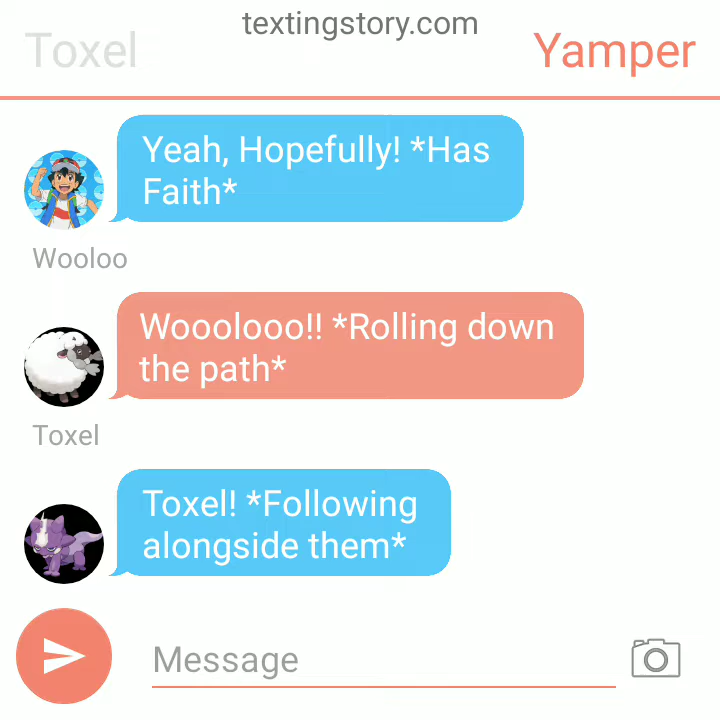 textingstory.com
Toxel
Yamper
Yeah, Hopefully! *Has
Faith*
Wooloo
Wooolooo!! *Rolling down
the path*
Toxel
Toxel! *Following
alongside them*
Message